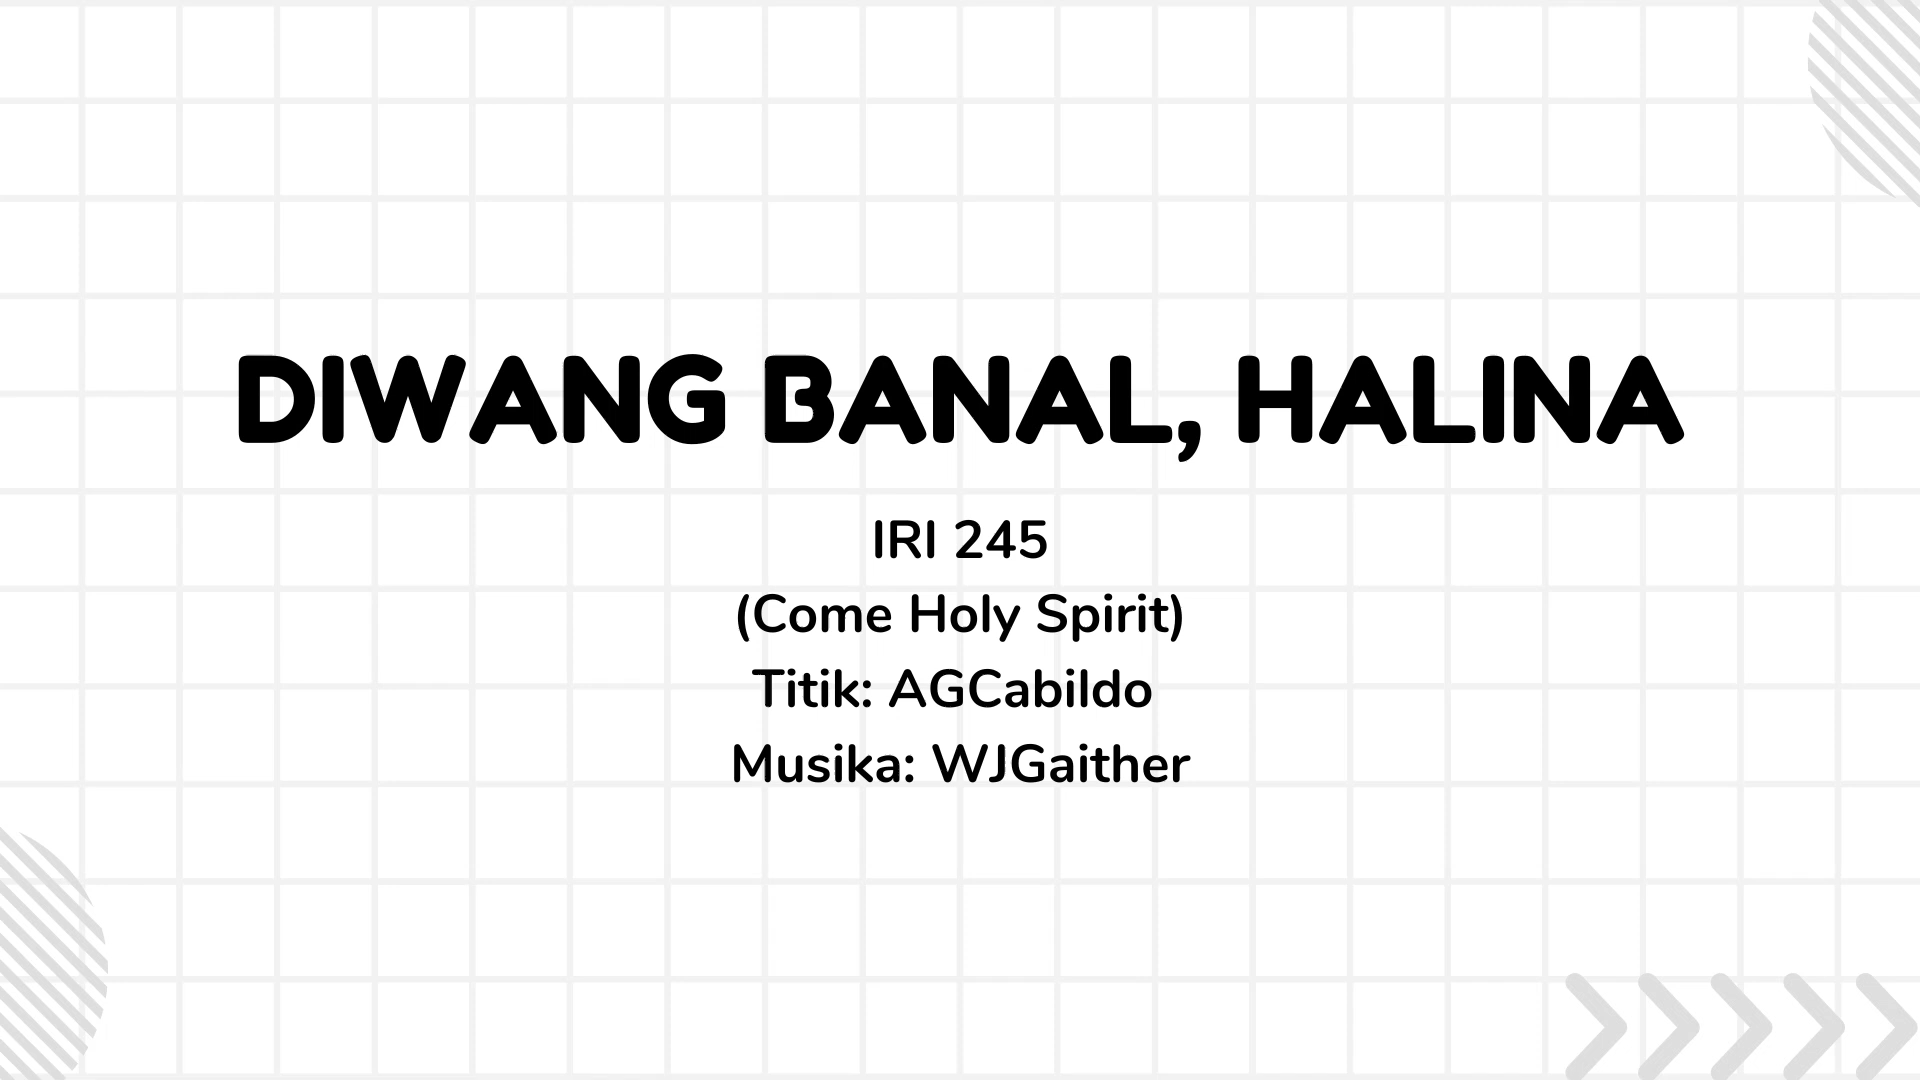 DIWANG BANAL, HALINA
IRI 245
(Come Holy Spirit)
Titik: AGCabildo
Musika: WJGaither